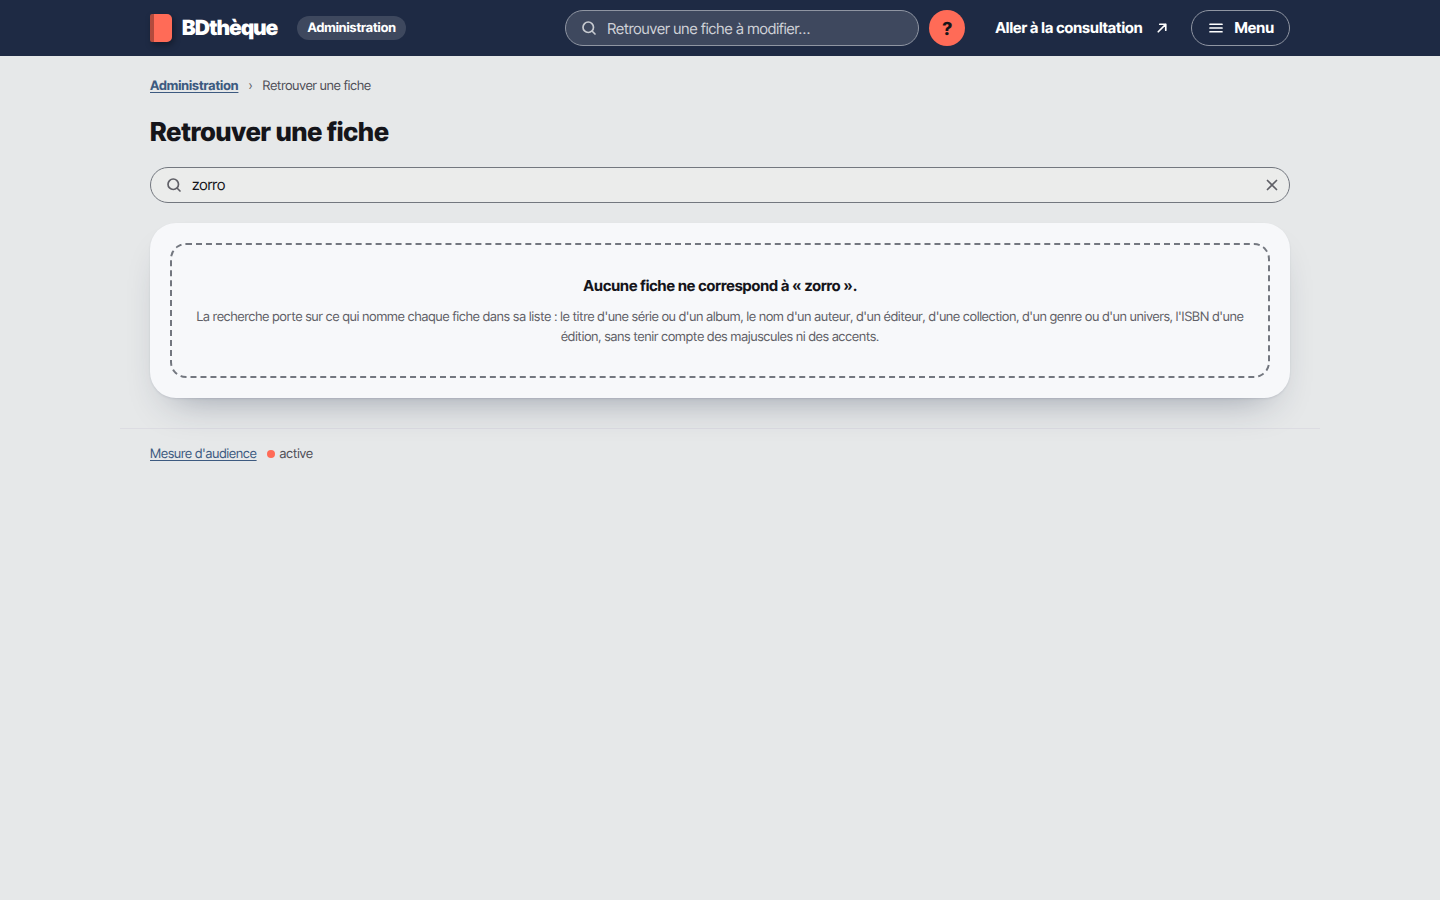 BDthèque
Administration
Retrouver une fiche à modifier...
?
Aller à la consultation
Menu
Administration › Retrouver une fiche
Retrouver une fiche
zorro
Aucune fiche ne correspond à « zorro ».
La recherche porte sur ce qui nomme chaque fiche dans sa liste : le titre d'une série ou d'un album, le nom d'un auteur, d'un éditeur, d'une collection, d'un genre ou d'un univers, l'ISBN d'une
édition, sans tenir compte des majuscules ni des accents.
Mesure d'audience active